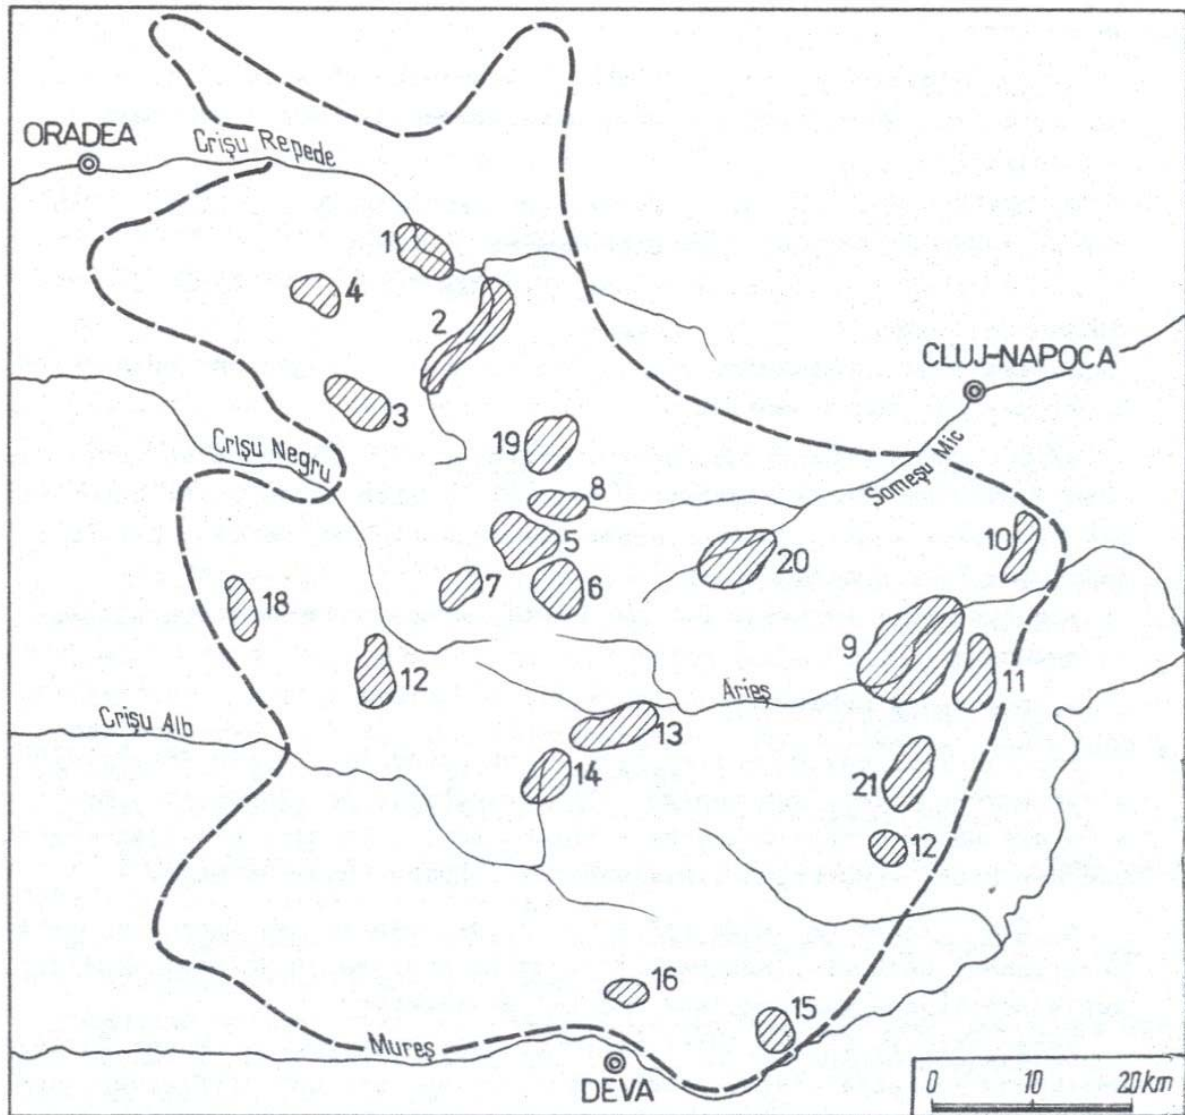 ORADEA
Crişu Repede
1
4
2
CLUJ-NAPOCA
3
19
Crişu Negru
8
Someşu Mic
10
5
20
7
6
18
9
12
11
Arieş
Crişu Alb
13
14
21
12
16
15
Mureş
DEVA
0 10 20 km